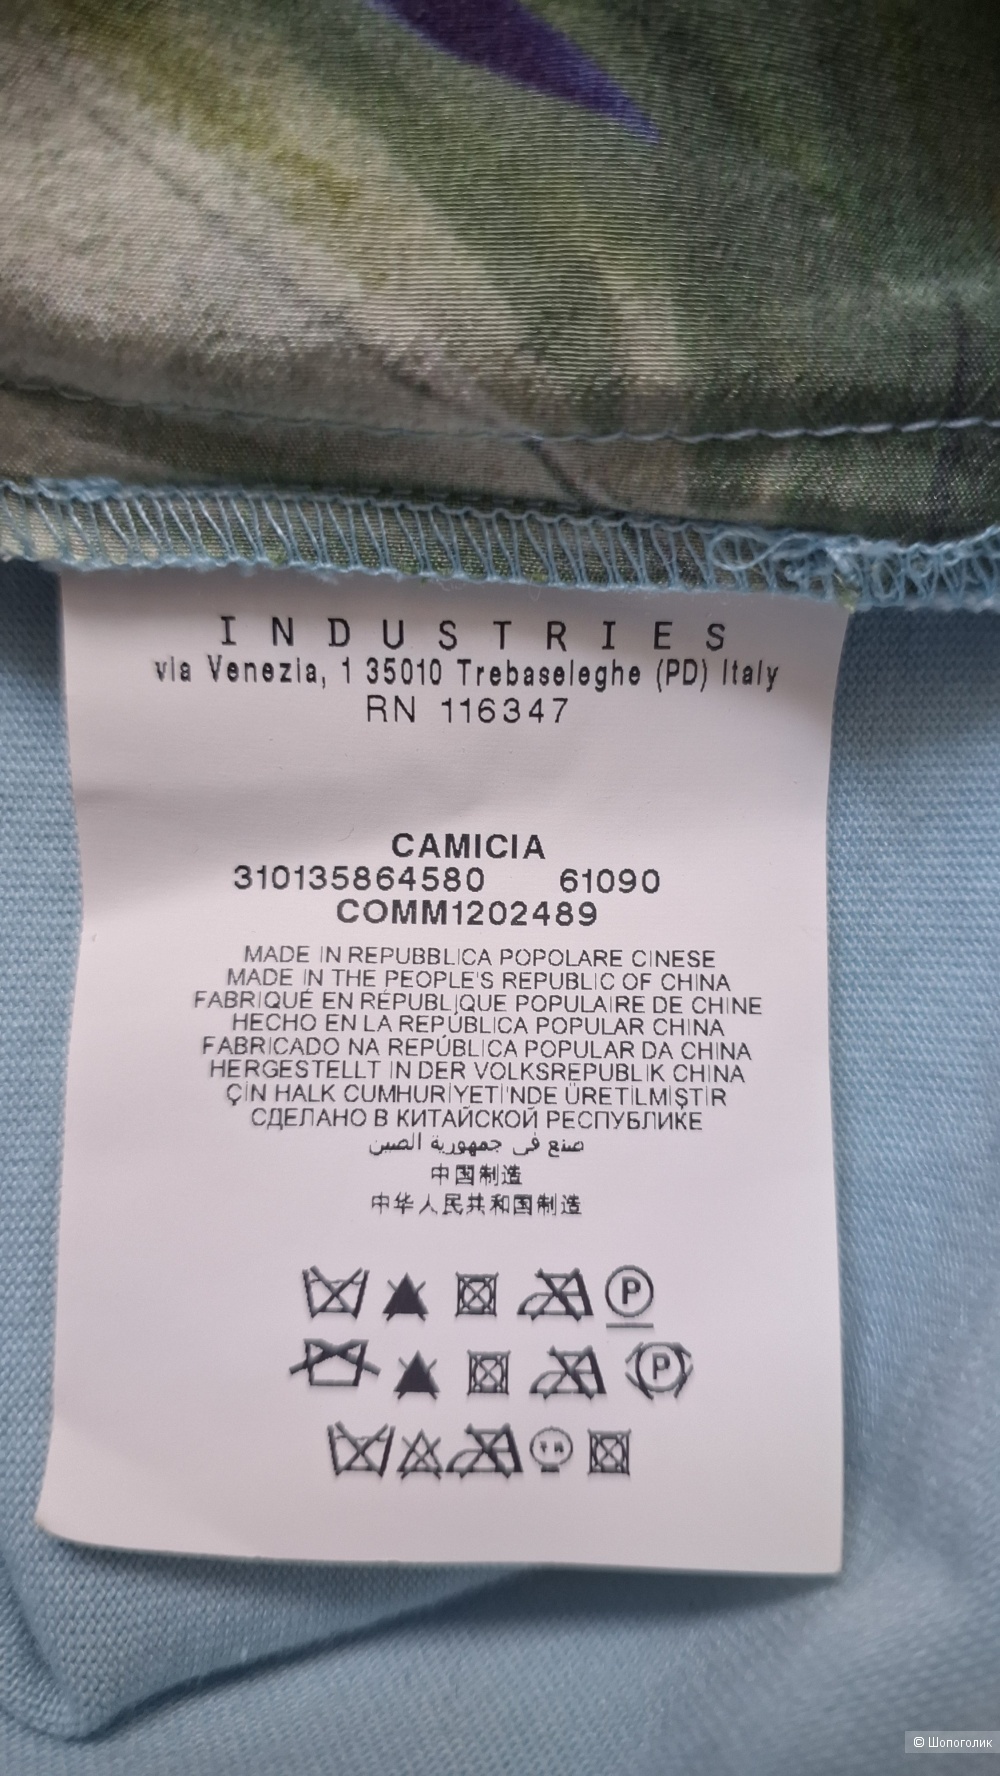 INDUSTRIES
via Venezia, 1 35010 Trebaseleghe (PD) Italy
RN 116347
CAMICIA
310135864580 61090
COMM1202489
MADE IN REPUBBLICA POPOLARE CINESE
MADE IN THE PEOPLE'S REPUBLIC OF CHINA
FABRIQUÉ EN RÉPUBLIQUE POPULAIRE DE CHINE
HECHO EN LA REPÚBLICA POPULAR CHINA
FABRICADO NA REPÚBLICA POPULAR DA CHINA
HERGESTELLT IN DER VOLKSREPUBLIK CHINA
ÇİN HALK CUMHURİYETİ'NDE ÜRETİLMİŞTİR
СДЕЛАНО В КИТАЙСКОЙ РЕСПУБЛИКЕ
صنع في جمهورية الصين
中国制造
中华人民共和国制造
P
P
© Шопоголик